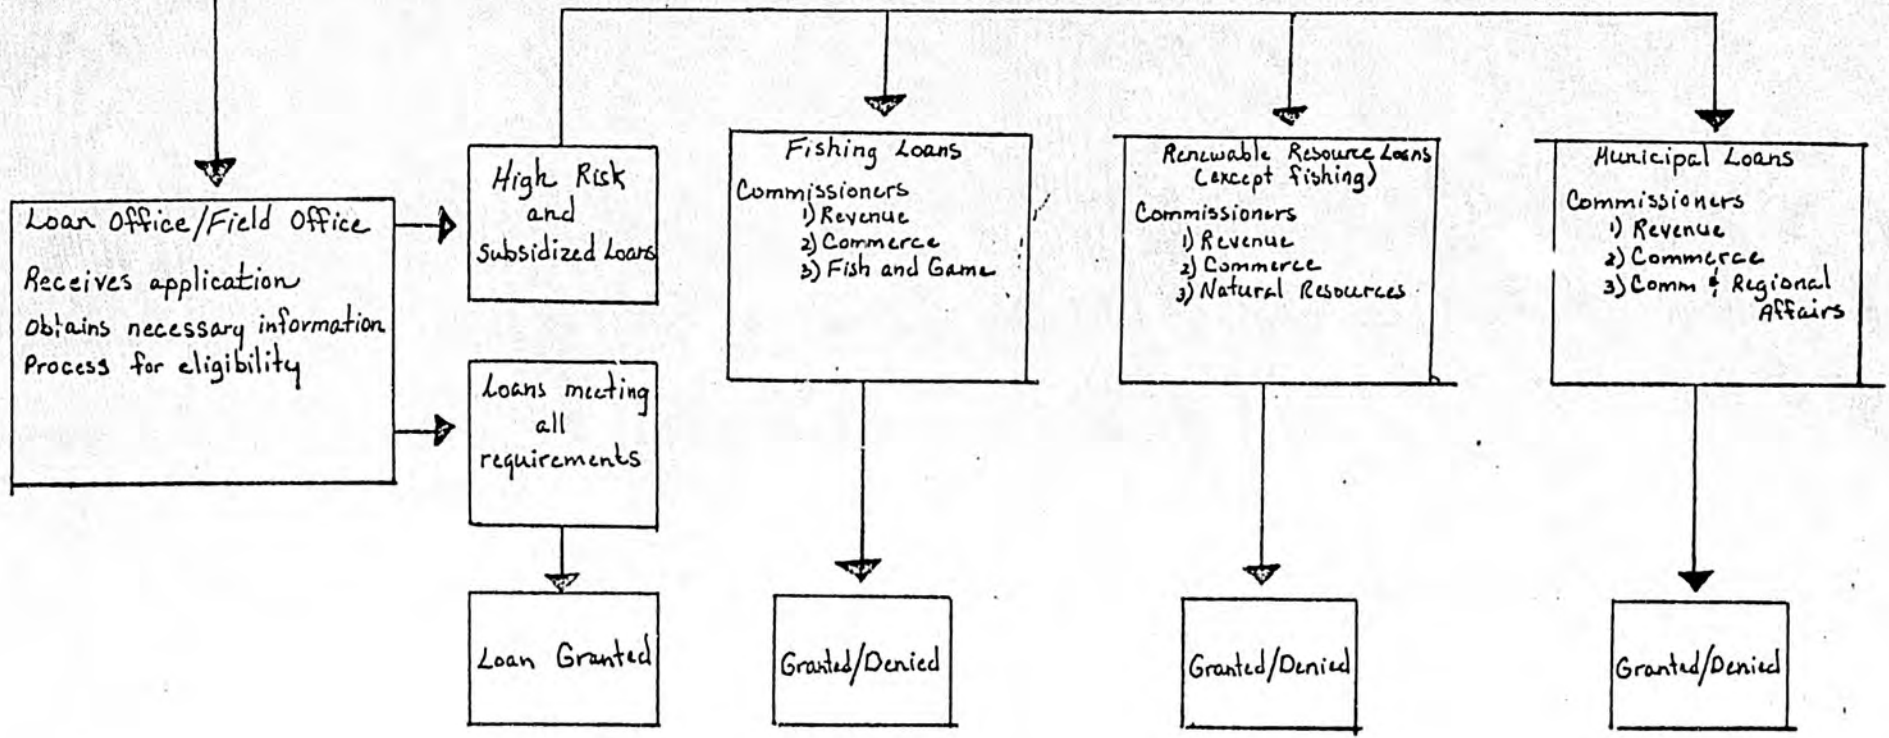 Loan Office/Field Office
Receives application
Obtains necessary information
Process for eligibility
High Risk
and
Subsidized Loans
Loans meeting
all
requirements
Loan Granted
Fishing Loans
Commissioners
1) Revenue
2) Commerce
3) Fish and Game
Granted/Denied
Renewable Resource Loans
(except fishing)
Commissioners
1) Revenue
2) Commerce
3) Natural Resources
Granted/Denied
Municipal Loans
Commissioners
1) Revenue
2) Commerce
3) Comm & Regional
Affairs
Granted/Denied